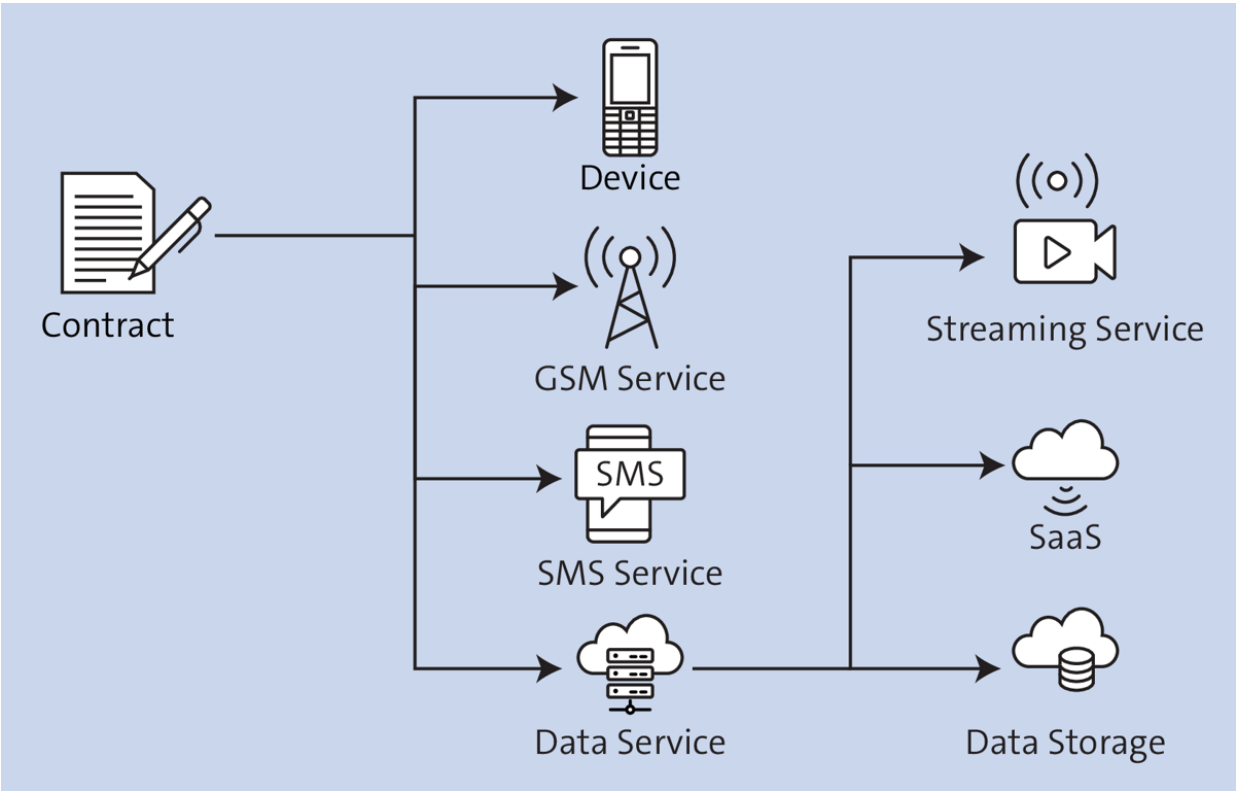 Contract
Device
GSM Service
SMS
SMS Service
Data Service
Streaming Service
SaaS
Data Storage